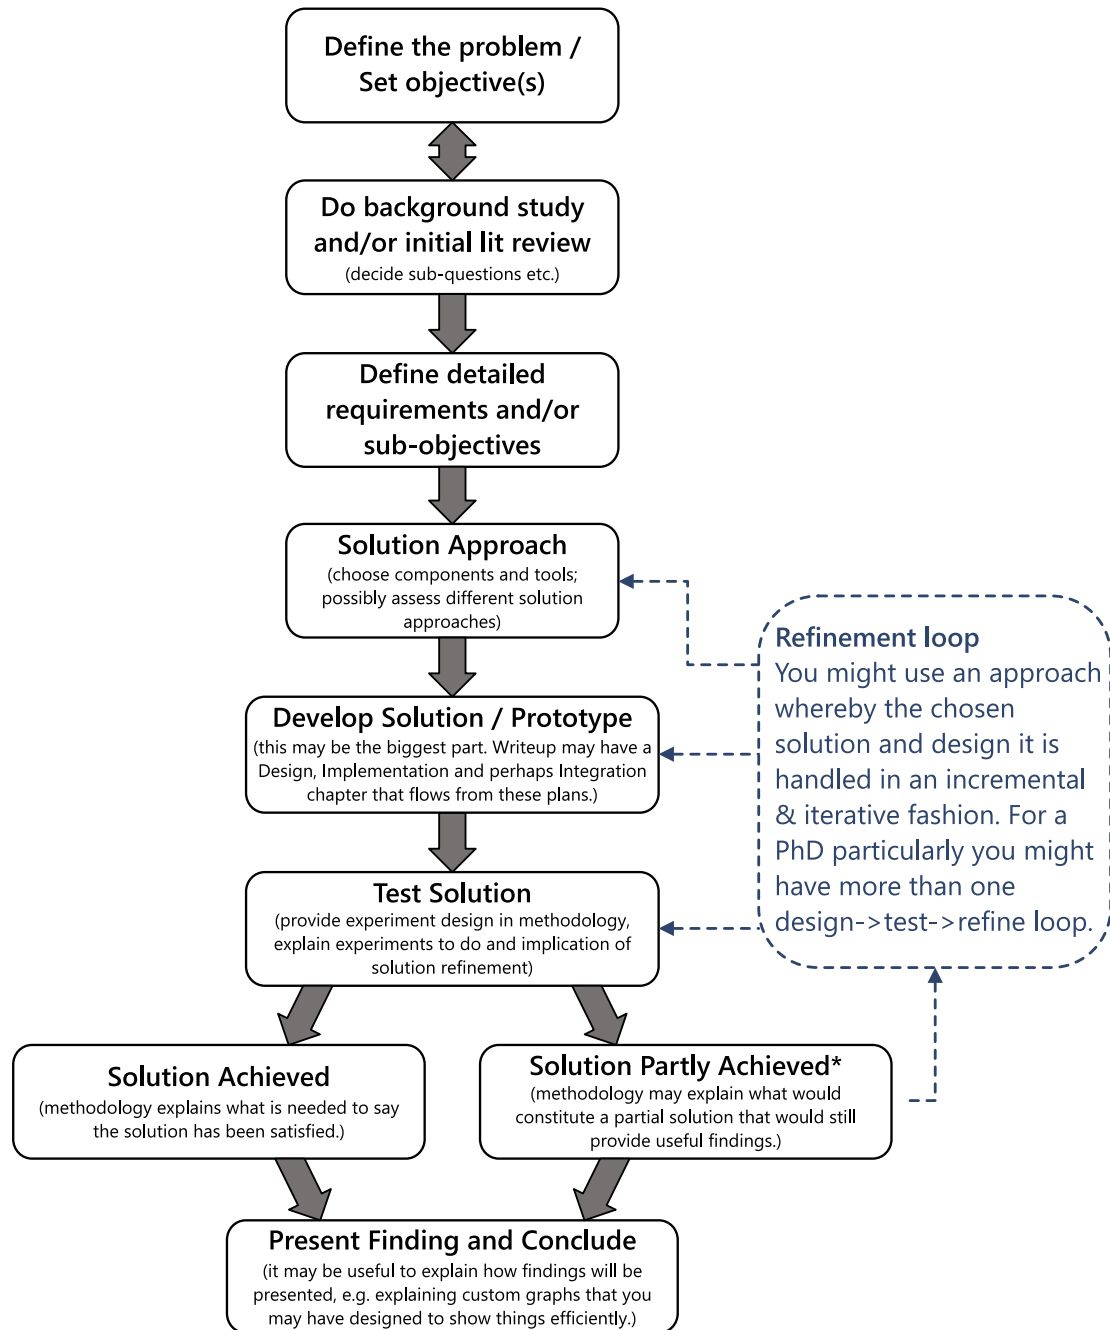 Define the problem /
Set objective(s)
Do background study
and/or initial lit review
(decide sub-questions etc.)
Define detailed
requirements and/or
sub-objectives
Solution Approach
(choose components and tools;
possibly assess different solution
approaches)
Refinement loop
You might use an approach
whereby the chosen
solution and design it is
handled in an incremental
& iterative fashion. For a
PhD particularly you might
have more than one
design->test->refine loop.
Develop Solution / Prototype
(this may be the biggest part. Writeup may have a
Design, Implementation and perhaps Integration
chapter that flows from these plans.)
Test Solution
(provide experiment design in methodology,
explain experiments to do and implication of
solution refinement)
Solution Achieved
(methodology explains what is needed to say
the solution has been satisfied.)
Solution Partly Achieved*
(methodology may explain what would
constitute a partial solution that would still
provide useful findings.)
Present Finding and Conclude
(it may be useful to explain how findings will be
presented, e.g. explaining custom graphs that you
may have designed to show things efficiently.)